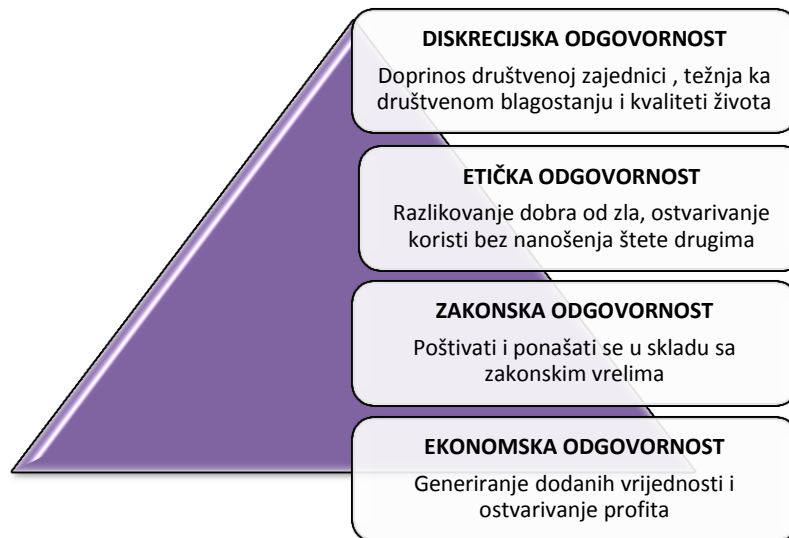 DISKRECIJSKA ODGOVORNOST
Doprinos društvenoj zajednici , težnja ka
društvenom blagostanju i kvaliteti života
ETIČKA ODGOVORNOST
Razlikovanje dobra od zla, ostvarivanje
koristi bez nanošenja štete drugima
ZAKONSKA ODGOVORNOST
Poštivati i ponašati se u skladu sa
zakonskim vrelima
EKONOMSKA ODGOVORNOST
Generiranje dodanih vrijednosti i
ostvarivanje profita